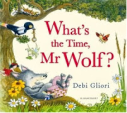 What's
the Time,
Mr Wolf?
Debi Gliori